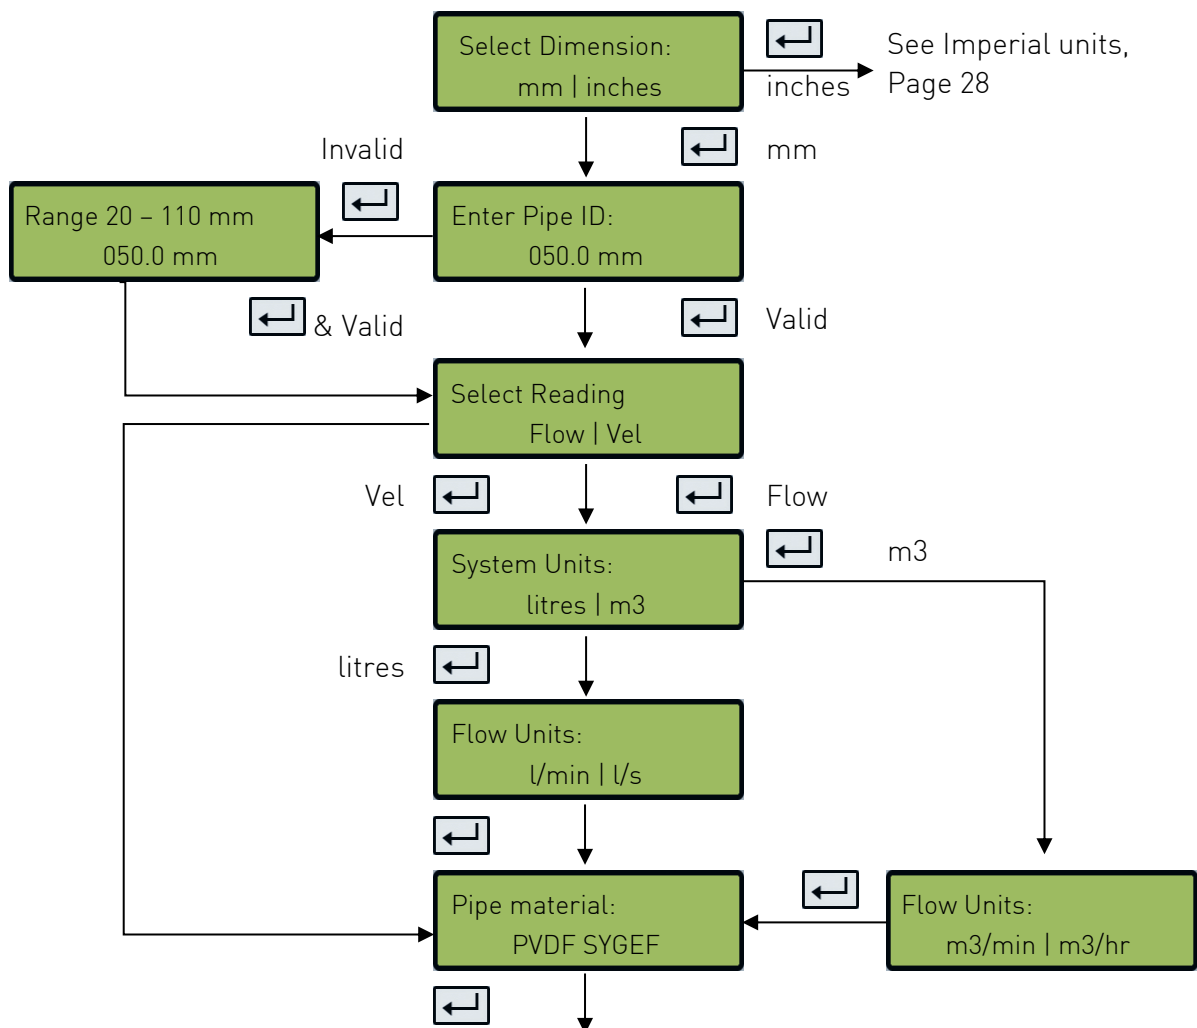 Select Dimension:
mm | inches
inches
See Imperial units,
Page 28
mm
Invalid
Range 20 – 110 mm
050.0 mm
Enter Pipe ID:
050.0 mm
& Valid
Valid
Select Reading
Flow | Vel
Vel
Flow
System Units:
litres | m3
m3
litres
Flow Units:
l/min | l/s
Pipe material:
PVDF SYGEF
Flow Units:
m3/min | m3/hr